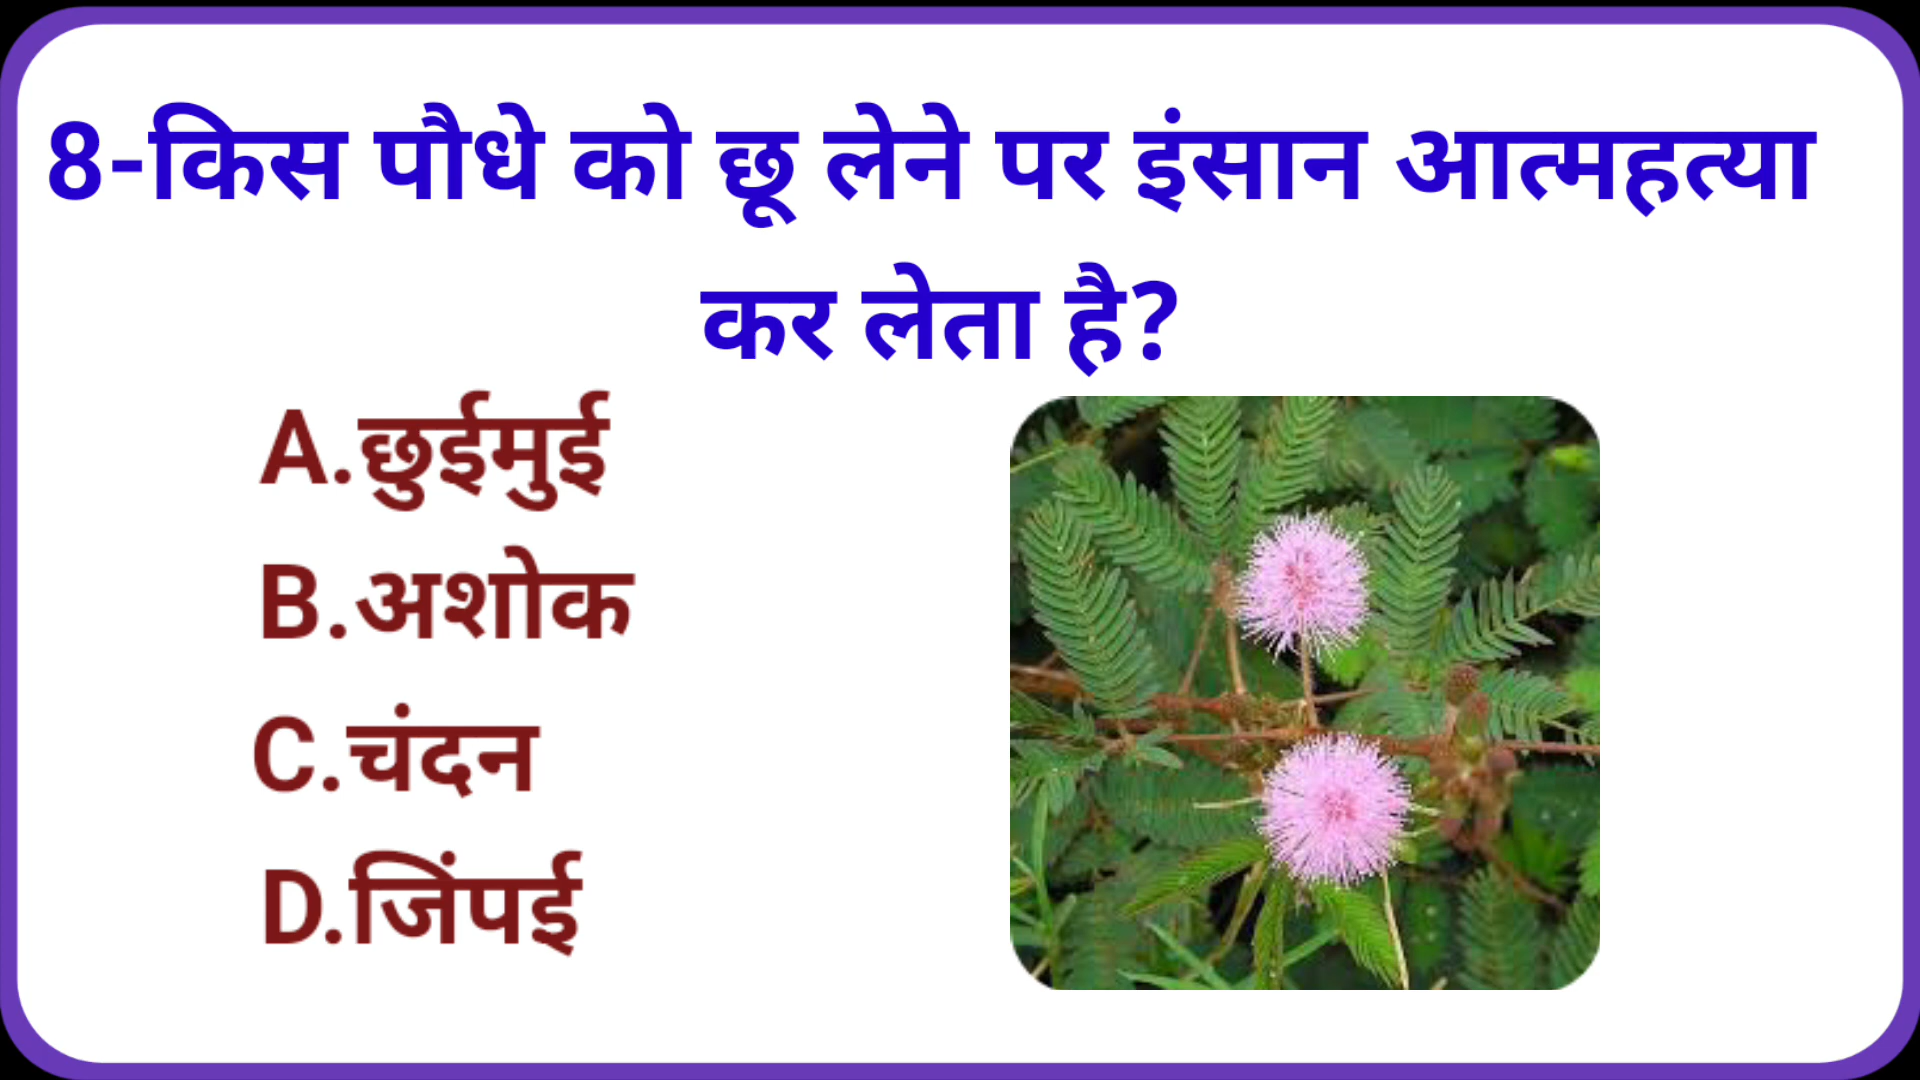 8-किस पौधे को छू लेने पर इंसान आत्महत्या
कर लेता है?
A.छुईमुई
B.अशोक
C.चंदन
D.जिंपई